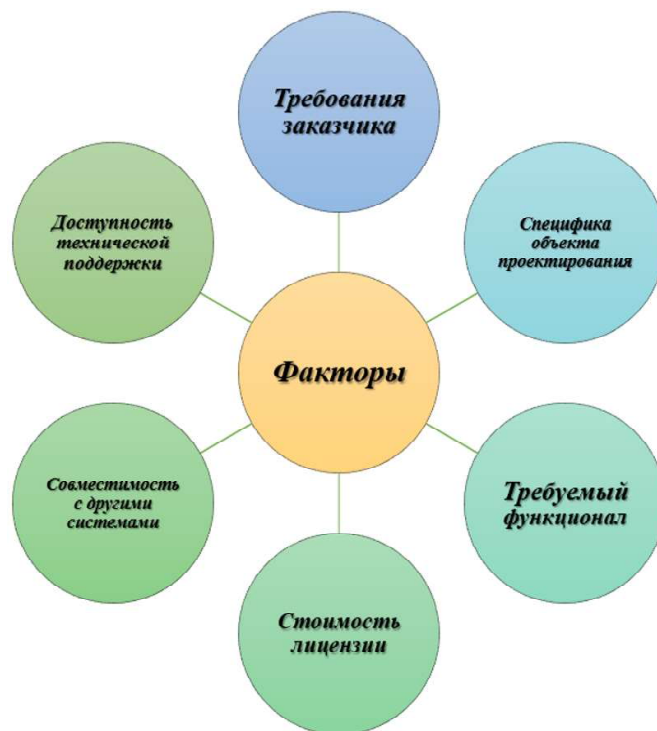 Требования
заказчика
Доступность
технической
поддержки
Специфика
объекта
проектирования
Факторы
Совместимость
с другими
системами
Требуемый
функционал
Стоимость
лицензии